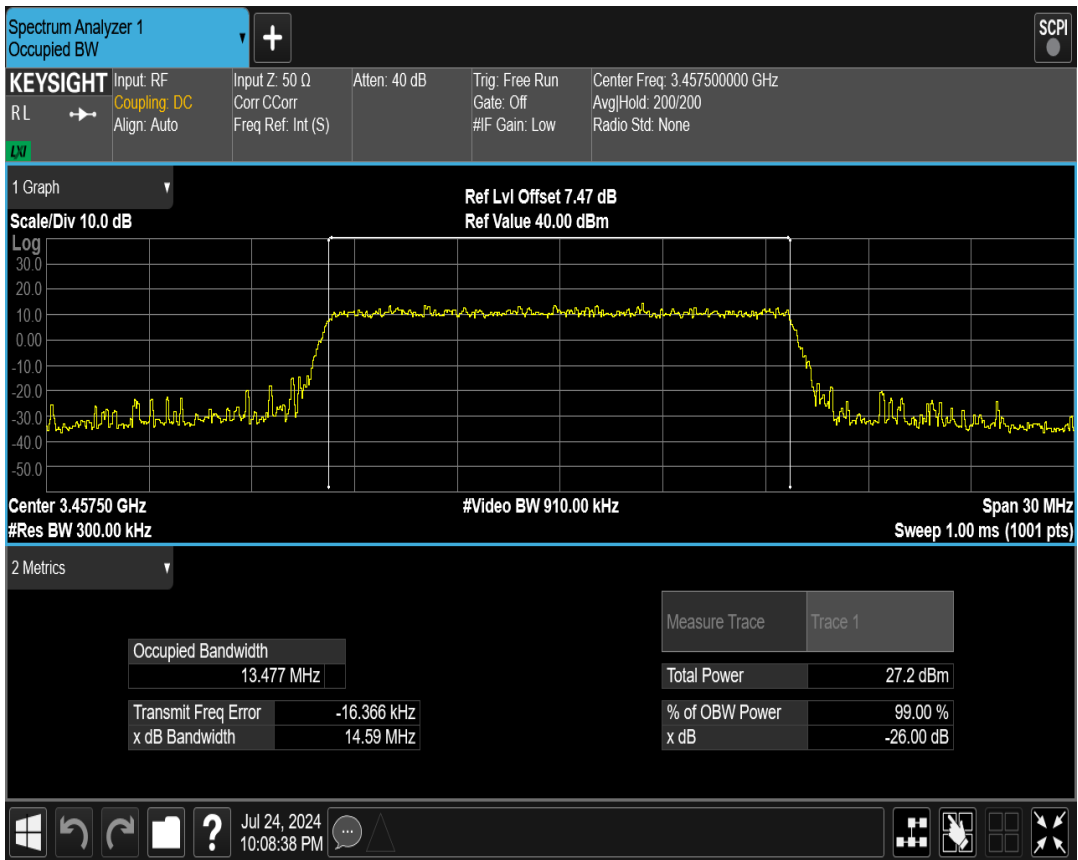 Spectrum Analyzer 1
Occupied BW
+
SCPI
KEYSIGHT
R L
LXI
Input: RF
Coupling: DC
Align: Auto
Input Z: 50 Ω
Corr CCorr
Freq Ref: Int (S)
Atten: 40 dB
Trig: Free Run
Gate: Off
#IF Gain: Low
Center Freq: 3.457500000 GHz
Avg|Hold: 200/200
Radio Std: None
1 Graph
Scale/Div 10.0 dB
Ref Lvl Offset 7.47 dB
Ref Value 40.00 dBm
Log
30.0
20.0
10.0
0.00
-10.0
-20.0
-30.0
-40.0
-50.0
Center 3.45750 GHz
#Video BW 910.00 kHz
Span 30 MHz
#Res BW 300.00 kHz
Sweep 1.00 ms (1001 pts)
2 Metrics
Measure Trace Trace 1
Occupied Bandwidth
13.477 MHz
Total Power 27.2 dBm
Transmit Freq Error -16.366 kHz
% of OBW Power 99.00 %
x dB Bandwidth 14.59 MHz
x dB -26.00 dB
?
Jul 24, 2024
10:08:38 PM